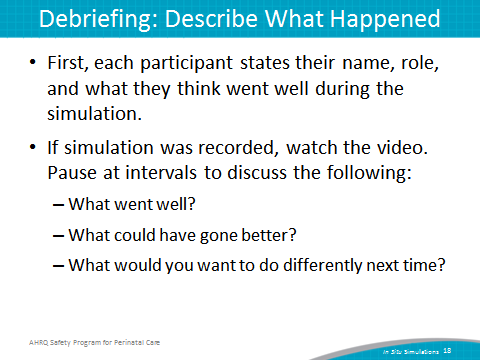 Debriefing: Describe What Happened
• First, each participant states their name, role,
and what they think went well during the
simulation.
• If simulation was recorded, watch the video.
Pause at intervals to discuss the following:
– What went well?
– What could have gone better?
– What would you want to do differently next time?
AHRQ Safety Program for Perinatal Care
In Situ Simulations 18